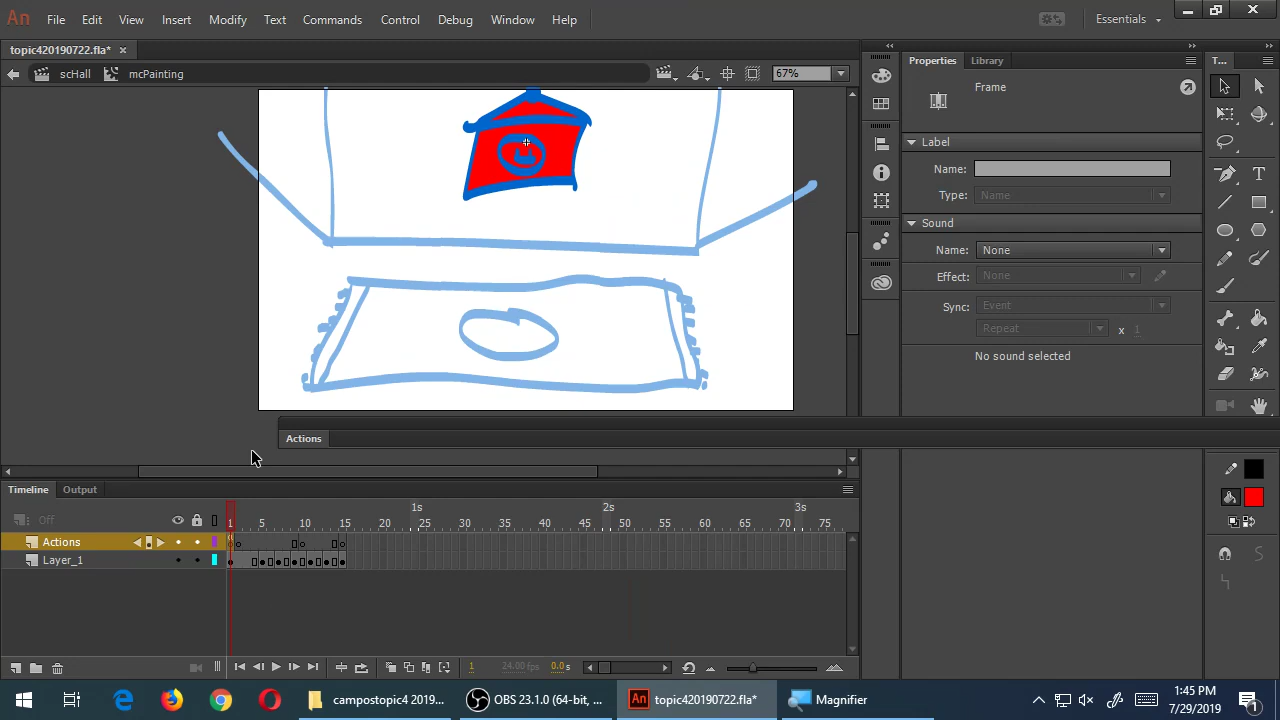 An File Edit View Insert Modify Text Commands Control Debug Window Help Essentials
topic420190722.fla*
scHall mcPainting 67%
Properties Library T...
Frame
Label
Name:
Type: Name
Sound
Name: None
Effect: None
Sync: Event
Repeat x 1
No sound selected
Actions
Timeline Output
1s 2s 3s
Off 1 5 10 15 20 25 30 35 40 45 50 55 60 65 70 75
Actions
Layer_1
1 24.00 fps 0.0 s
campostopic4 2019... OBS 23.1.0 (64-bit, ... An topic420190722.fla* Magnifier
1:45 PM
7/29/2019
1